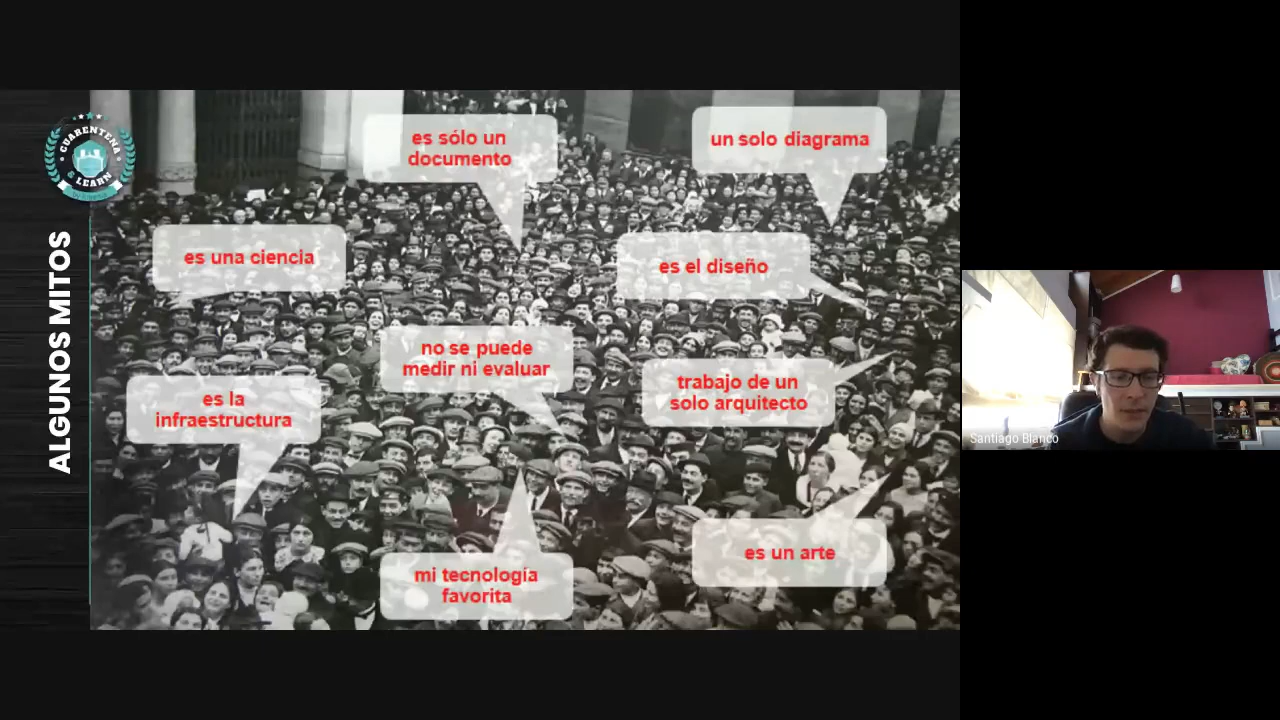 CUARENTENA
& LEARN
ALGUNOS MITOS
es sólo un
documento
un solo diagrama
es una ciencia
es el diseño
no se puede
medir ni evaluar
trabajo de un
solo arquitecto
es la
infraestructura
mi tecnología
favorita
es un arte
Santiago Blanco